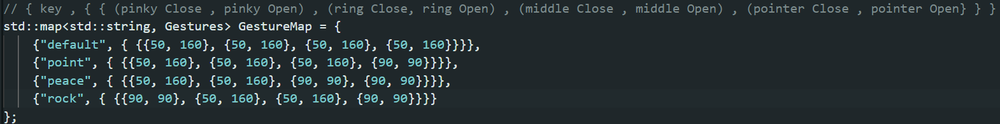 // { key , { { (pinky Close , pinky Open) , (ring Close, ring Open) , (middle Close , middle Open) , (pointer Close , pointer Open} } }
std::map<std::string, Gestures> GestureMap = {
    {"default", { {{50, 160}, {50, 160}, {50, 160}, {50, 160}}}},
    {"point", { {{50, 160}, {50, 160}, {50, 160}, {90, 90}}}},
    {"peace", { {{50, 160}, {50, 160}, {90, 90}, {90, 90}}}},
    {"rock", { {{90, 90}, {50, 160}, {50, 160}, {90, 90}}}}
};